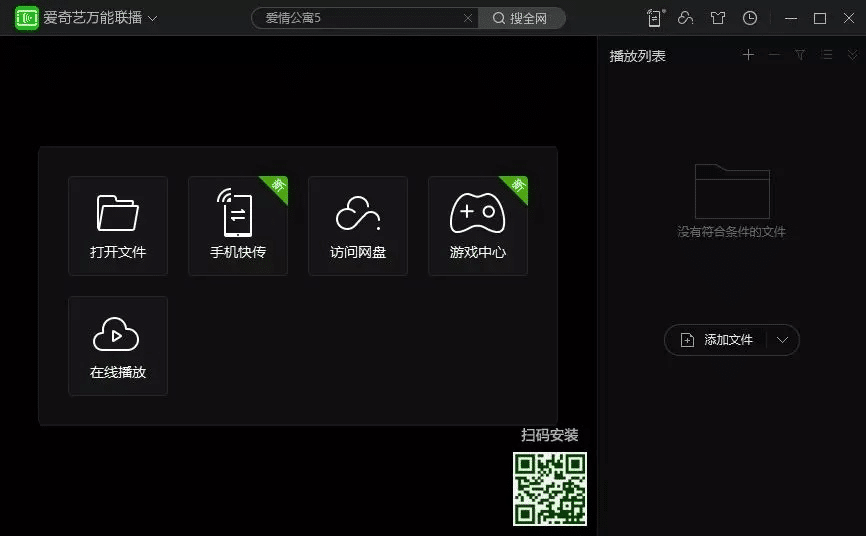 爱奇艺万能联播
爱情公寓5
搜全网
播放列表
新
新
打开文件
手机快传
访问网盘
游戏中心
没有符合条件的文件
添加文件
在线播放
扫码安装